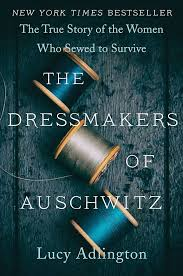 NEW YORK TIMES BESTSELLER
The True Story of the Women
Who Sewed to Survive
THE
DRESSMAKERS
OF
AUSCHWITZ
Lucy Adlington